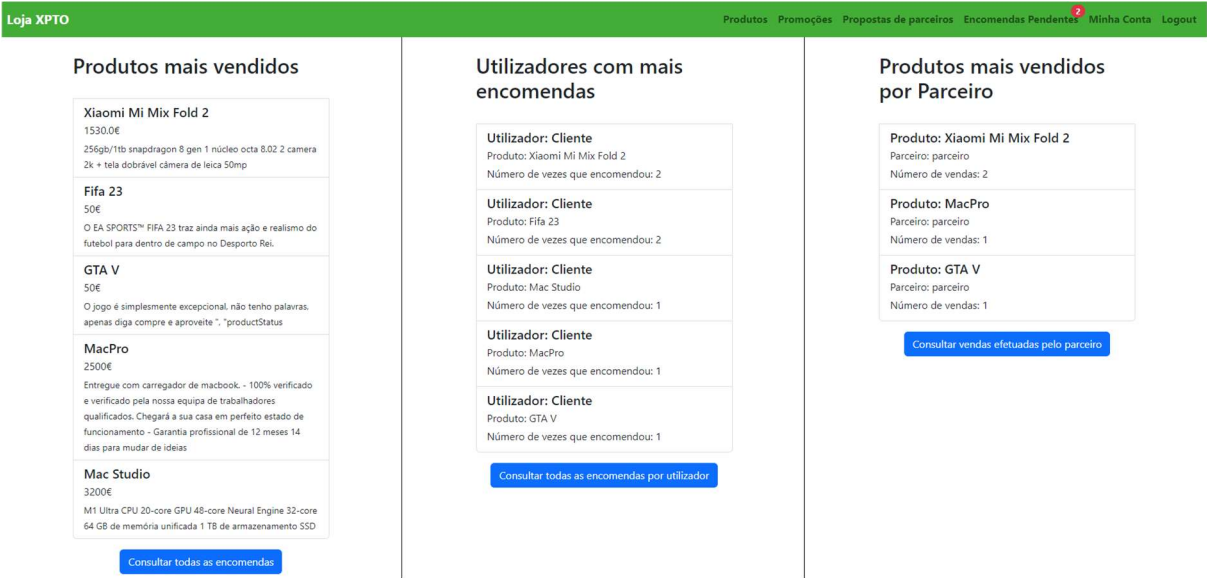 Loja XPTO
Produtos Promoções Propostas de parceiros Encomendas Pendentes 2 Minha Conta Logout
Produtos mais vendidos
Xiaomi Mi Mix Fold 2
1530.0€
256gb/1tb snapdragon 8 gen 1 núcleo octa 8.02 2 camera
2k + tela dobrável câmera de leica 50mp
Fifa 23
50€
O EA SPORTS™ FIFA 23 traz ainda mais ação e realismo do
futebol para dentro de campo no Desporto Rei.
GTA V
50€
O jogo é simplesmente excepcional, não tenho palavras,
apenas diga compre e aproveite ", "productStatus
MacPro
2500€
Entregue com carregador de macbook. - 100% verificado
e verificado pela nossa equipa de trabalhadores
qualificados. Chegará a sua casa em perfeito estado de
funcionamento - Garantia profissional de 12 meses 14
dias para mudar de ideias
Mac Studio
3200€
M1 Ultra CPU 20-core GPU 48-core Neural Engine 32-core
64 GB de memória unificada 1 TB de armazenamento SSD
Consultar todas as encomendas
Utilizadores com mais
encomendas
Utilizador: Cliente
Produto: Xiaomi Mi Mix Fold 2
Número de vezes que encomendou: 2
Utilizador: Cliente
Produto: Fifa 23
Número de vezes que encomendou: 2
Utilizador: Cliente
Produto: Mac Studio
Número de vezes que encomendou: 1
Utilizador: Cliente
Produto: MacPro
Número de vezes que encomendou: 1
Utilizador: Cliente
Produto: GTA V
Número de vezes que encomendou: 1
Consultar todas as encomendas por utilizador
Produtos mais vendidos
por Parceiro
Produto: Xiaomi Mi Mix Fold 2
Parceiro: parceiro
Número de vendas: 2
Produto: MacPro
Parceiro: parceiro
Número de vendas: 1
Produto: GTA V
Parceiro: parceiro
Número de vendas: 1
Consultar vendas efetuadas pelo parceiro